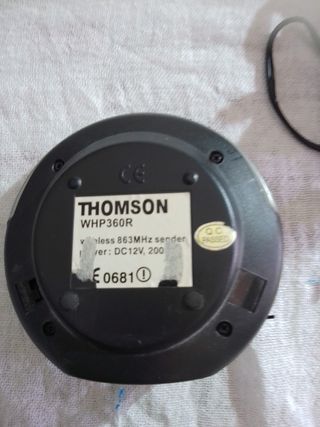 CE
THOMSON
WHP360R
wireless 863MHz sender
power: DC12V, 200
CE 0681
QC
PASSED